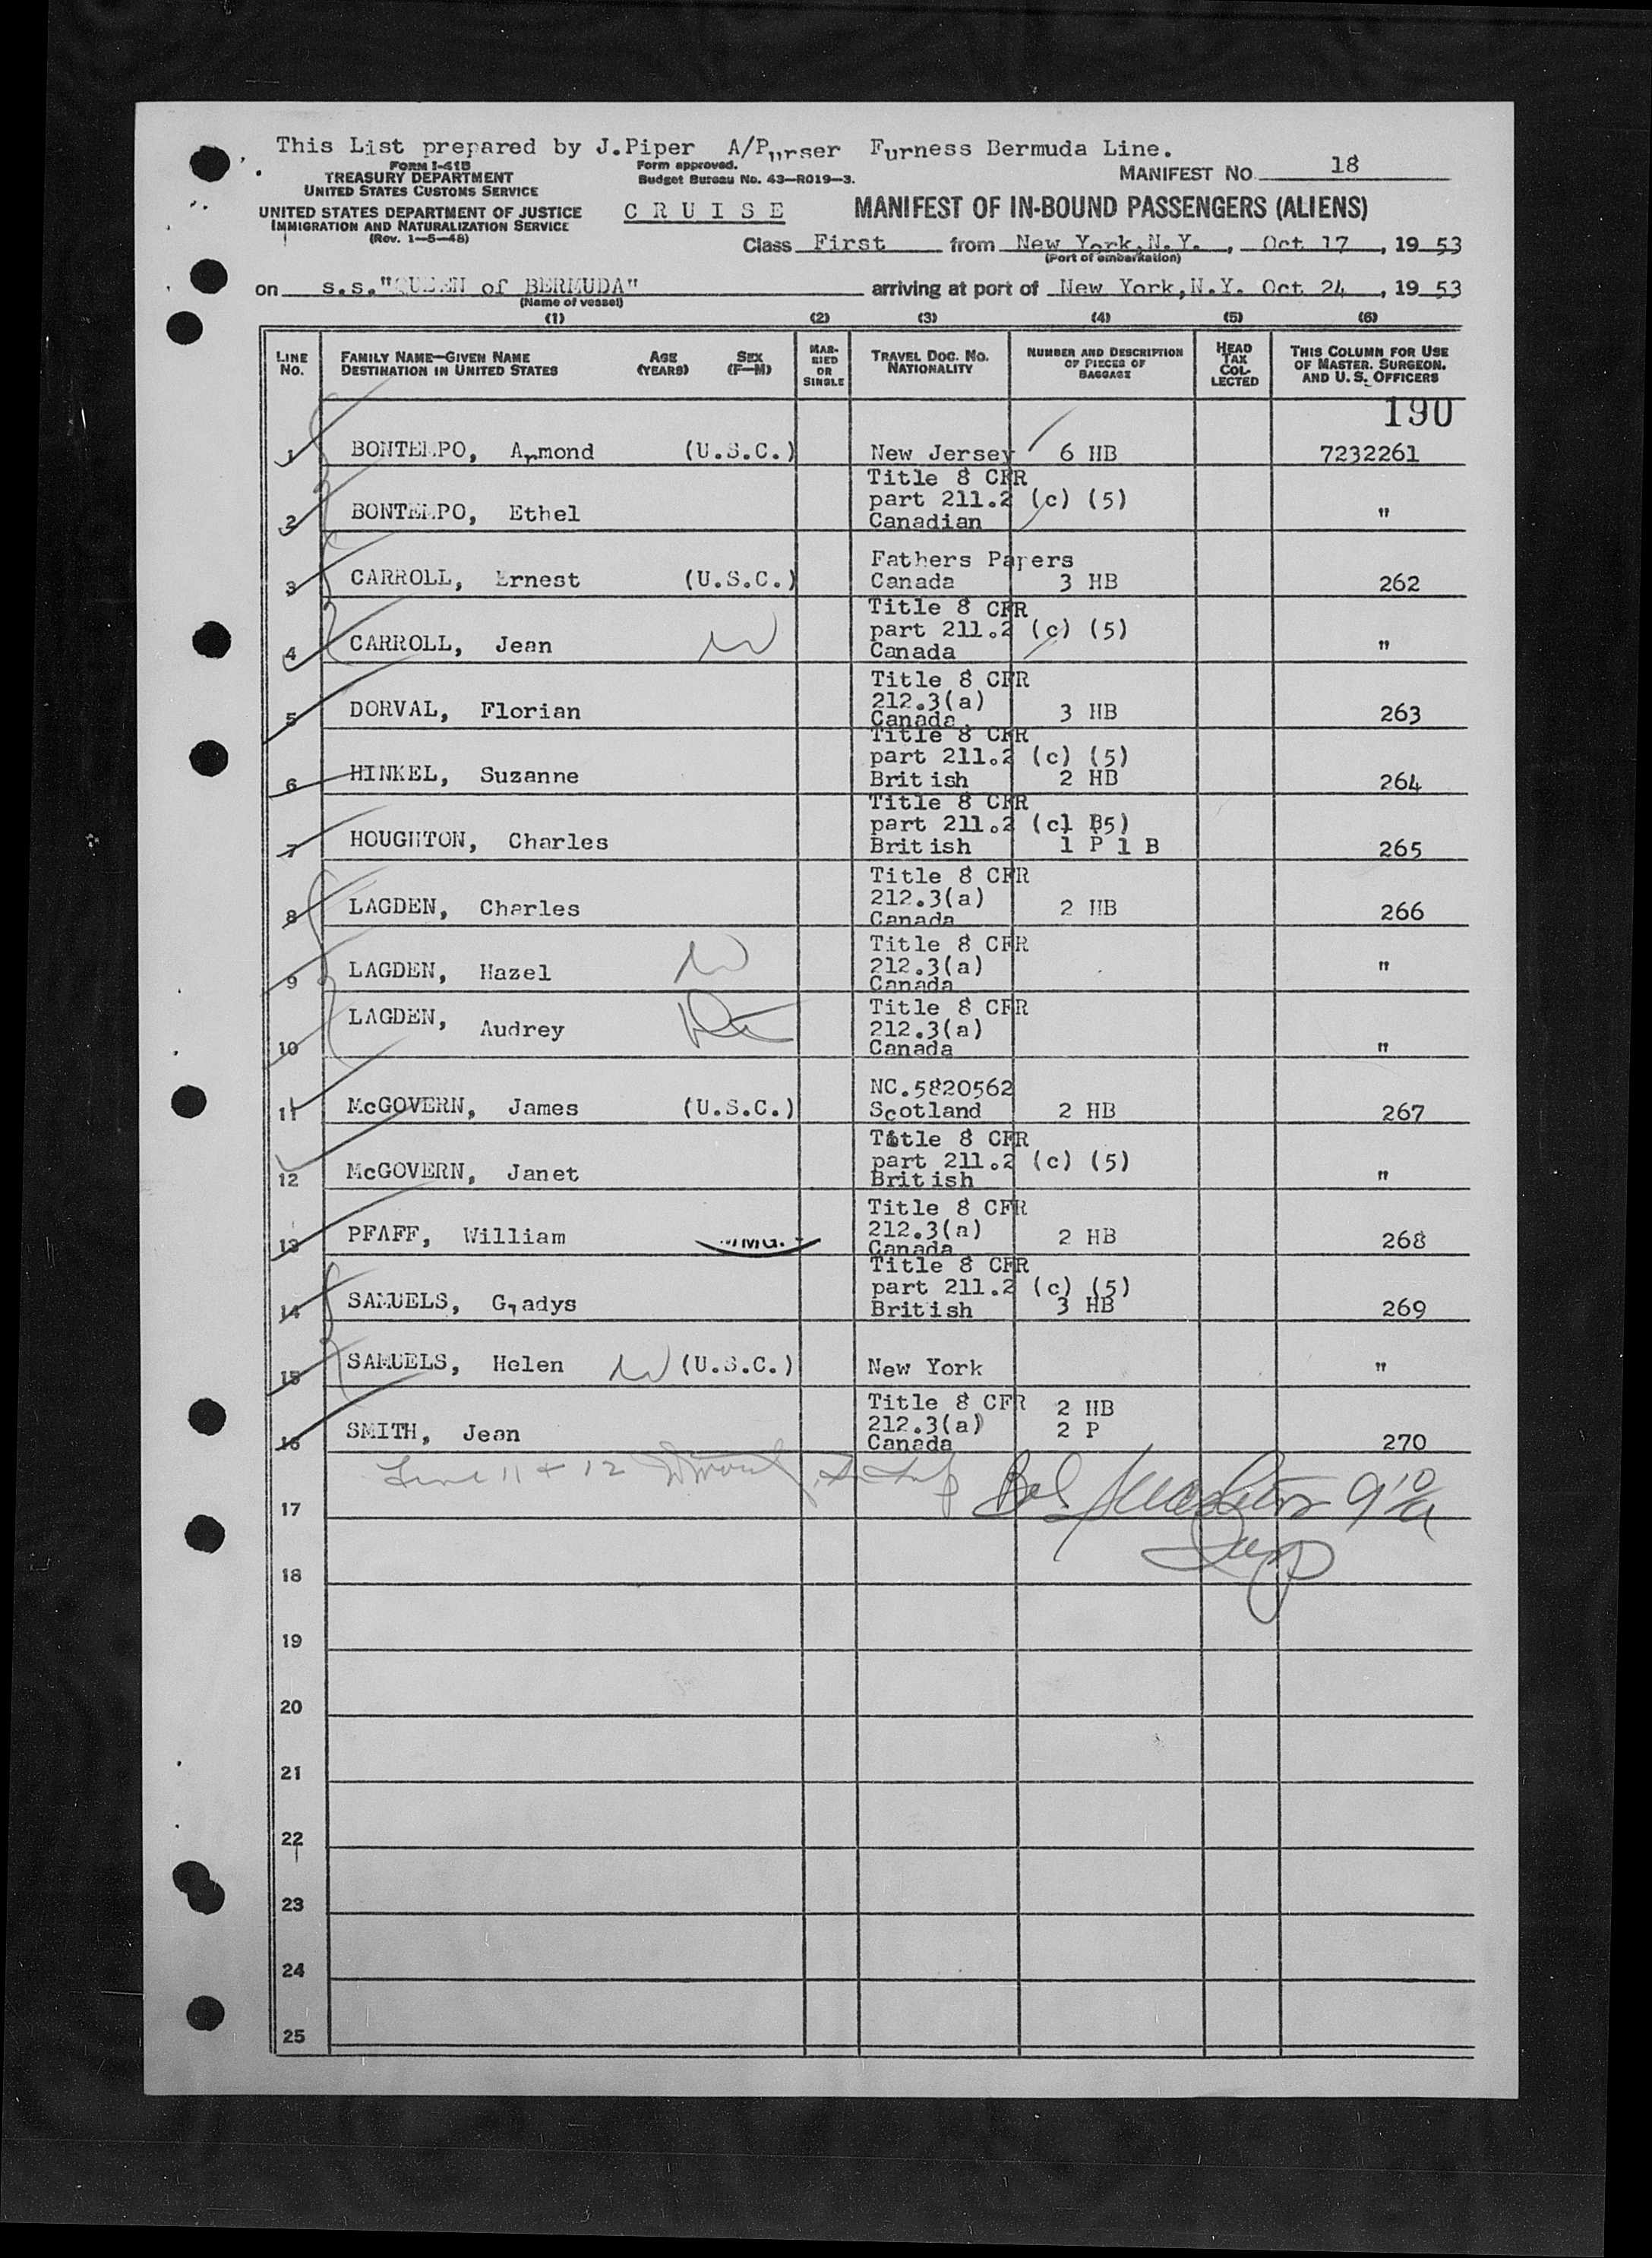 This List prepared by J.Piper A/Purser Furness Bermuda Line.
FORM I-41B
TREASURY DEPARTMENT
UNITED STATES CUSTOMS SERVICE
Form approved.
Budget Bureau No. 43—R019—3.
MANIFEST NO. 18
UNITED STATES DEPARTMENT OF JUSTICE
IMMIGRATION AND NATURALIZATION SERVICE
(Rev. 1—5—48)
C R U I S E
MANIFEST OF IN-BOUND PASSENGERS (ALIENS)
Class First from New York,N.Y. , Oct 17 , 19 53
(Port of embarkation)
on s.s."QUEEN of BERMUDA" arriving at port of New York,N.Y. Oct 24 , 19 53
(Name of vessel)
(1) (2) (3) (4) (5) (6)
LINE NO.
FAMILY NAME—GIVEN NAME
DESTINATION IN UNITED STATES
AGE (YEARS)
SEX (F—M)
MARRIED OR SINGLE
TRAVEL DOC. NO. NATIONALITY
NUMBER AND DESCRIPTION OF PIECES OF BAGGAGE
HEAD TAX COLLECTED
THIS COLUMN FOR USE OF MASTER, SURGEON, AND U. S. OFFICERS
190
1 BONTEMPO, Armond (U.S.C.) New Jersey 6 HB 7232261
Title 8 CFR
part 211.2 (c) (5)
2 BONTEMPO, Ethel Canadian "
Fathers Papers
3 CARROLL, Ernest (U.S.C.) Canada 3 HB 262
Title 8 CFR
part 211.2 (c) (5)
4 CARROLL, Jean Canada "
Title 8 CFR
212.3(a)
5 DORVAL, Florian Canada 3 HB 263
Title 8 CFR
part 211.2 (c) (5)
6 HINKEL, Suzanne British 2 HB 264
Title 8 CFR
part 211.2 (c1 B5)
7 HOUGHTON, Charles British 1 P 1 B 265
Title 8 CFR
212.3(a)
8 LAGDEN, Charles Canada 2 HB 266
Title 8 CFR
212.3(a)
9 LAGDEN, Hazel Canada "
Title 8 CFR
212.3(a)
10 LAGDEN, Audrey Canada "
NC.5820562
11 McGOVERN, James (U.S.C.) Scotland 2 HB 267
Title 8 CFR
part 211.2 (c) (5)
12 McGOVERN, Janet British "
Title 8 CFR
212.3(a)
13 PFAFF, William Canada 2 HB 268
Title 8 CFR
part 211.2 (c) (5)
14 SAMUELS, Gladys British 3 HB 269
15 SAMUELS, Helen (U.S.C.) New York "
Title 8 CFR 2 HB
212.3(a) 2 P
16 SMITH, Jean Canada 270
Line 11 + 12
17
18
19
20
21
22
23
24
25